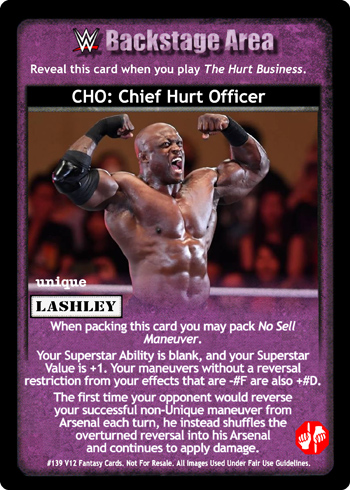 W Backstage Area
Reveal this card when you play The Hurt Business.
CHO: Chief Hurt Officer
unique
LASHLEY
When packing this card you may pack No Sell
Maneuver.
Your Superstar Ability is blank, and your Superstar
Value is +1. Your maneuvers without a reversal
restriction from your effects that are -#F are also +#D.
The first time your opponent would reverse
your successful non-Unique maneuver from
Arsenal each turn, he instead shuffles the
overturned reversal into his Arsenal
and continues to apply damage.
#139 V12 Fantasy Cards. Not For Resale. All Images Used Under Fair Use Guidelines.